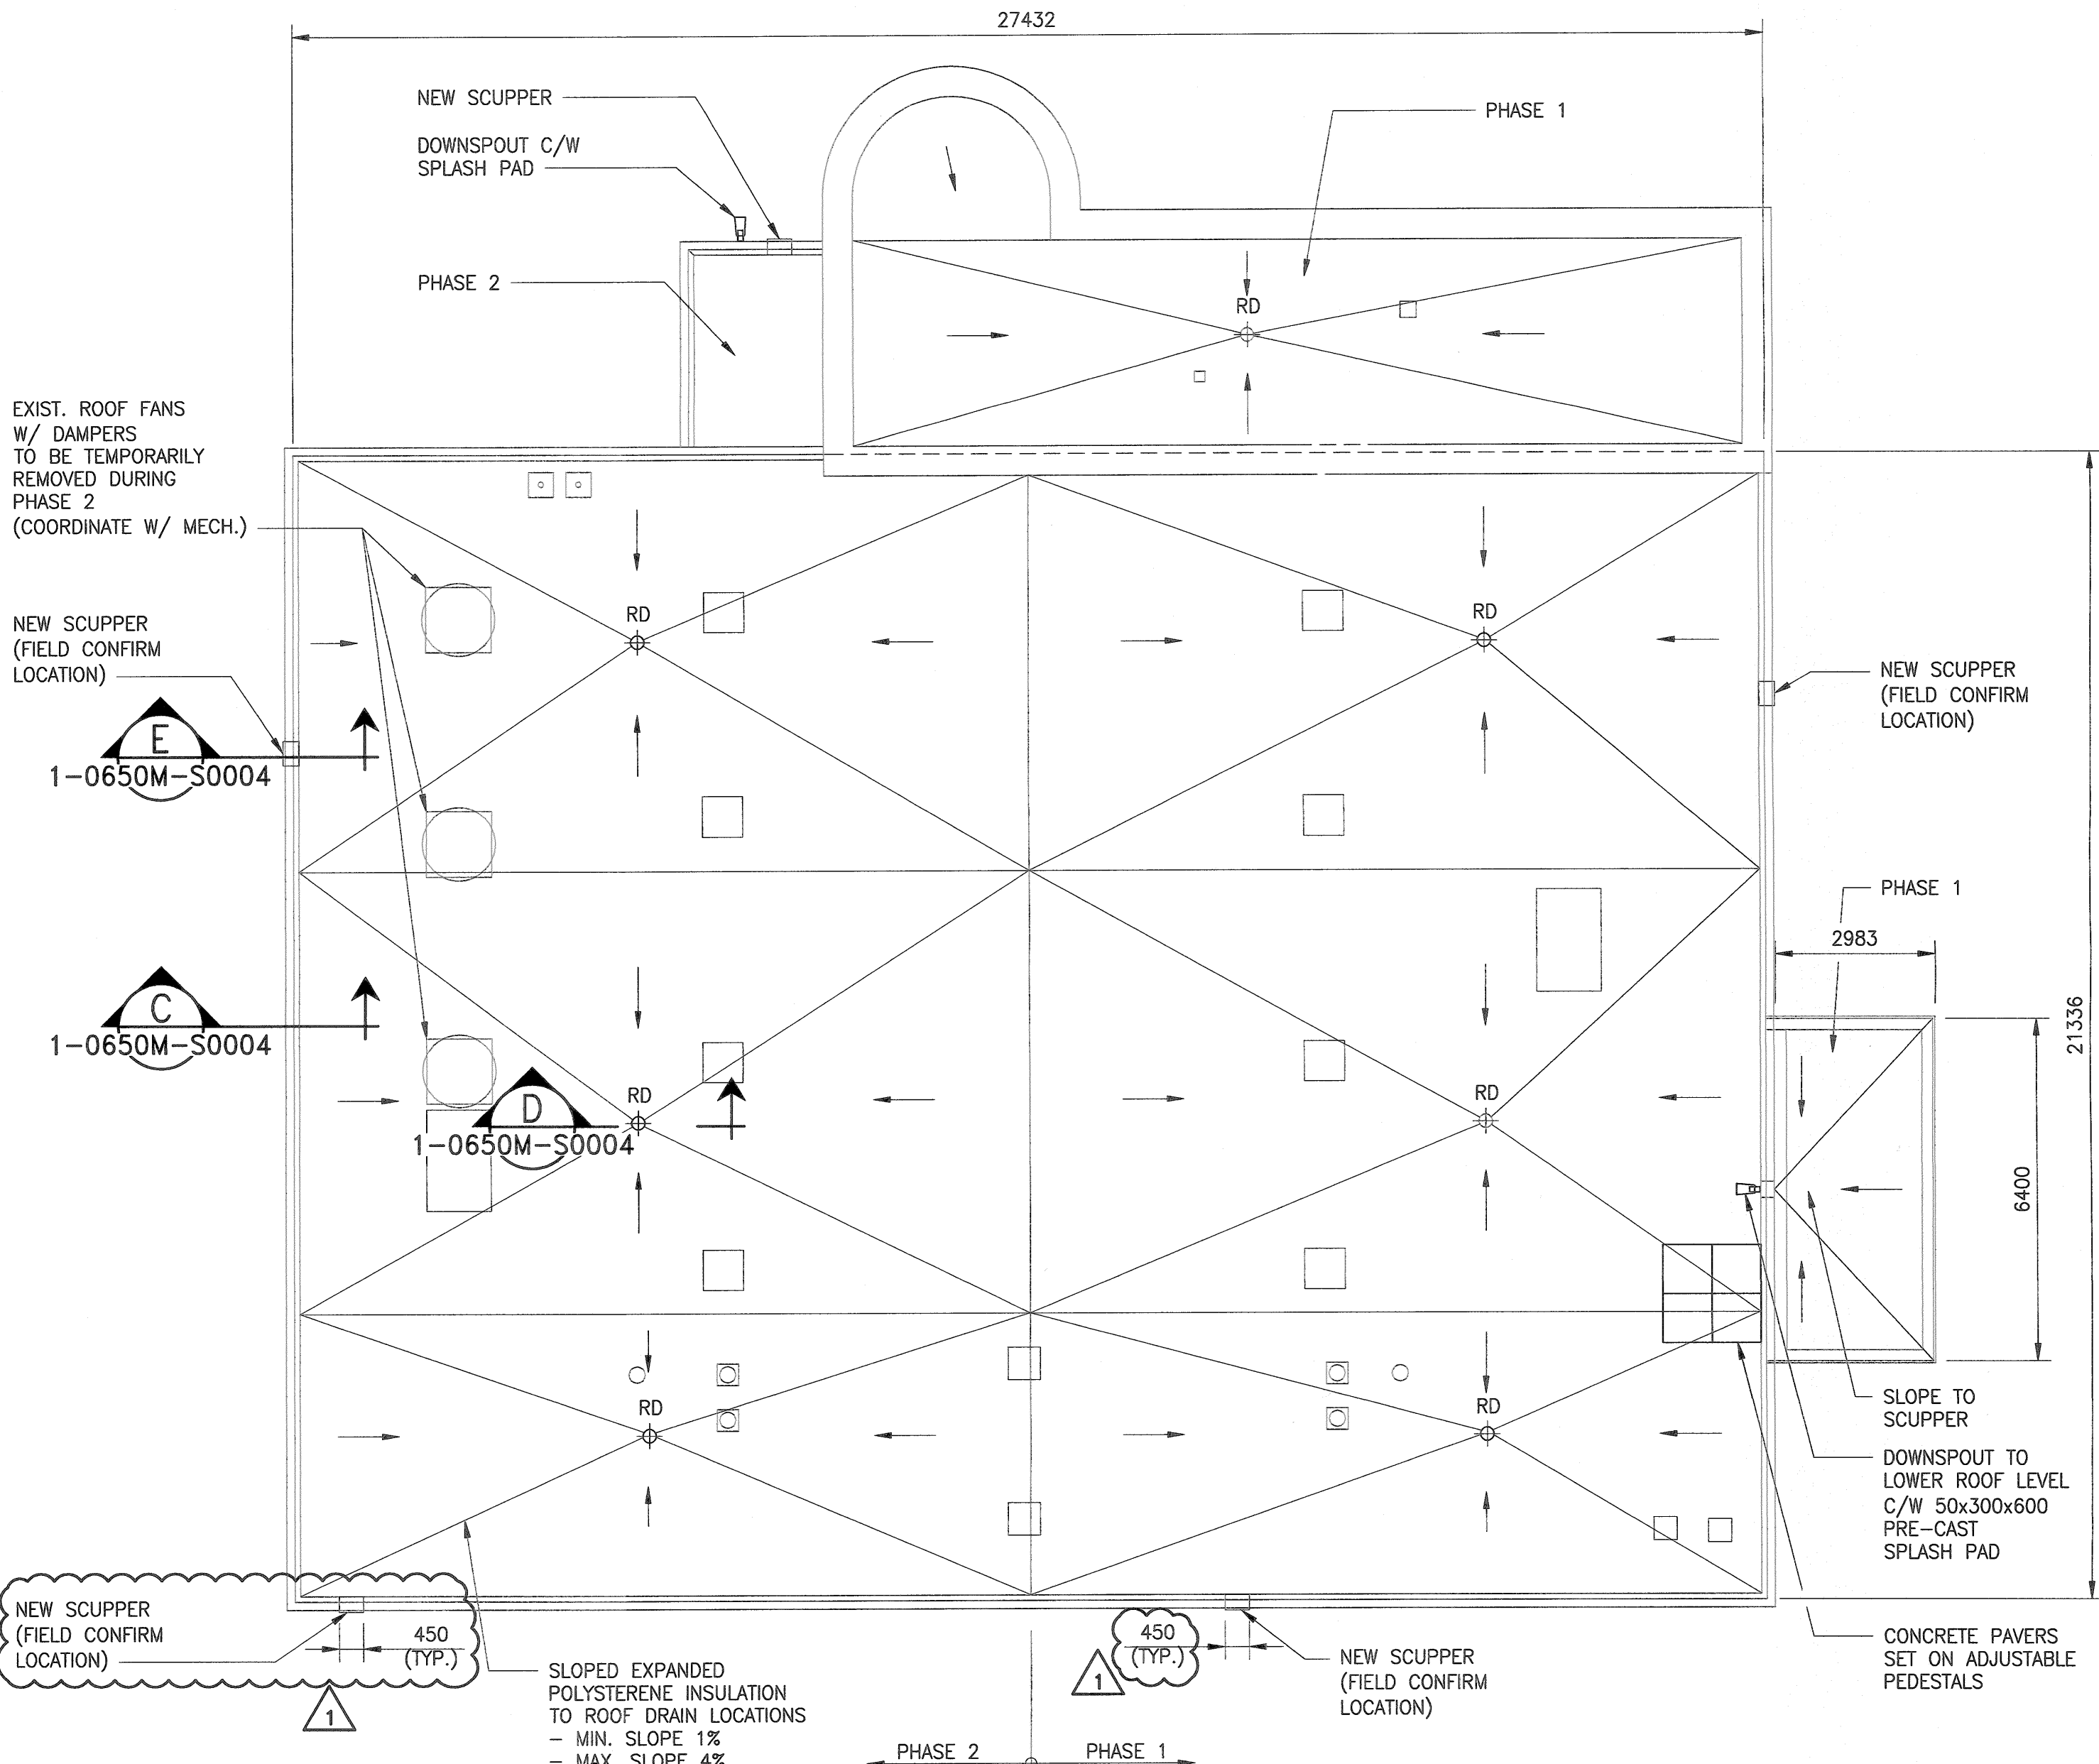 27432
NEW SCUPPER
DOWNSPOUT C/W
SPLASH PAD
PHASE 1
PHASE 2
RD
EXIST. ROOF FANS
W/ DAMPERS
TO BE TEMPORARILY
REMOVED DURING
PHASE 2
(COORDINATE W/ MECH.)
RD
RD
NEW SCUPPER
(FIELD CONFIRM
LOCATION)
NEW SCUPPER
(FIELD CONFIRM
LOCATION)
E
1-0650M-S0004
PHASE 1
2983
C
1-0650M-S0004
21336
RD
RD
D
1-0650M-S0004
6400
SLOPE TO
SCUPPER
RD
RD
DOWNSPOUT TO
LOWER ROOF LEVEL
C/W 50x300x600
PRE-CAST
SPLASH PAD
NEW SCUPPER
(FIELD CONFIRM
LOCATION)
450
(TYP.)
1
450
(TYP.)
1
NEW SCUPPER
(FIELD CONFIRM
LOCATION)
CONCRETE PAVERS
SET ON ADJUSTABLE
PEDESTALS
SLOPED EXPANDED
POLYSTERENE INSULATION
TO ROOF DRAIN LOCATIONS
- MIN. SLOPE 1%
- MAX. SLOPE 4%
PHASE 2
PHASE 1